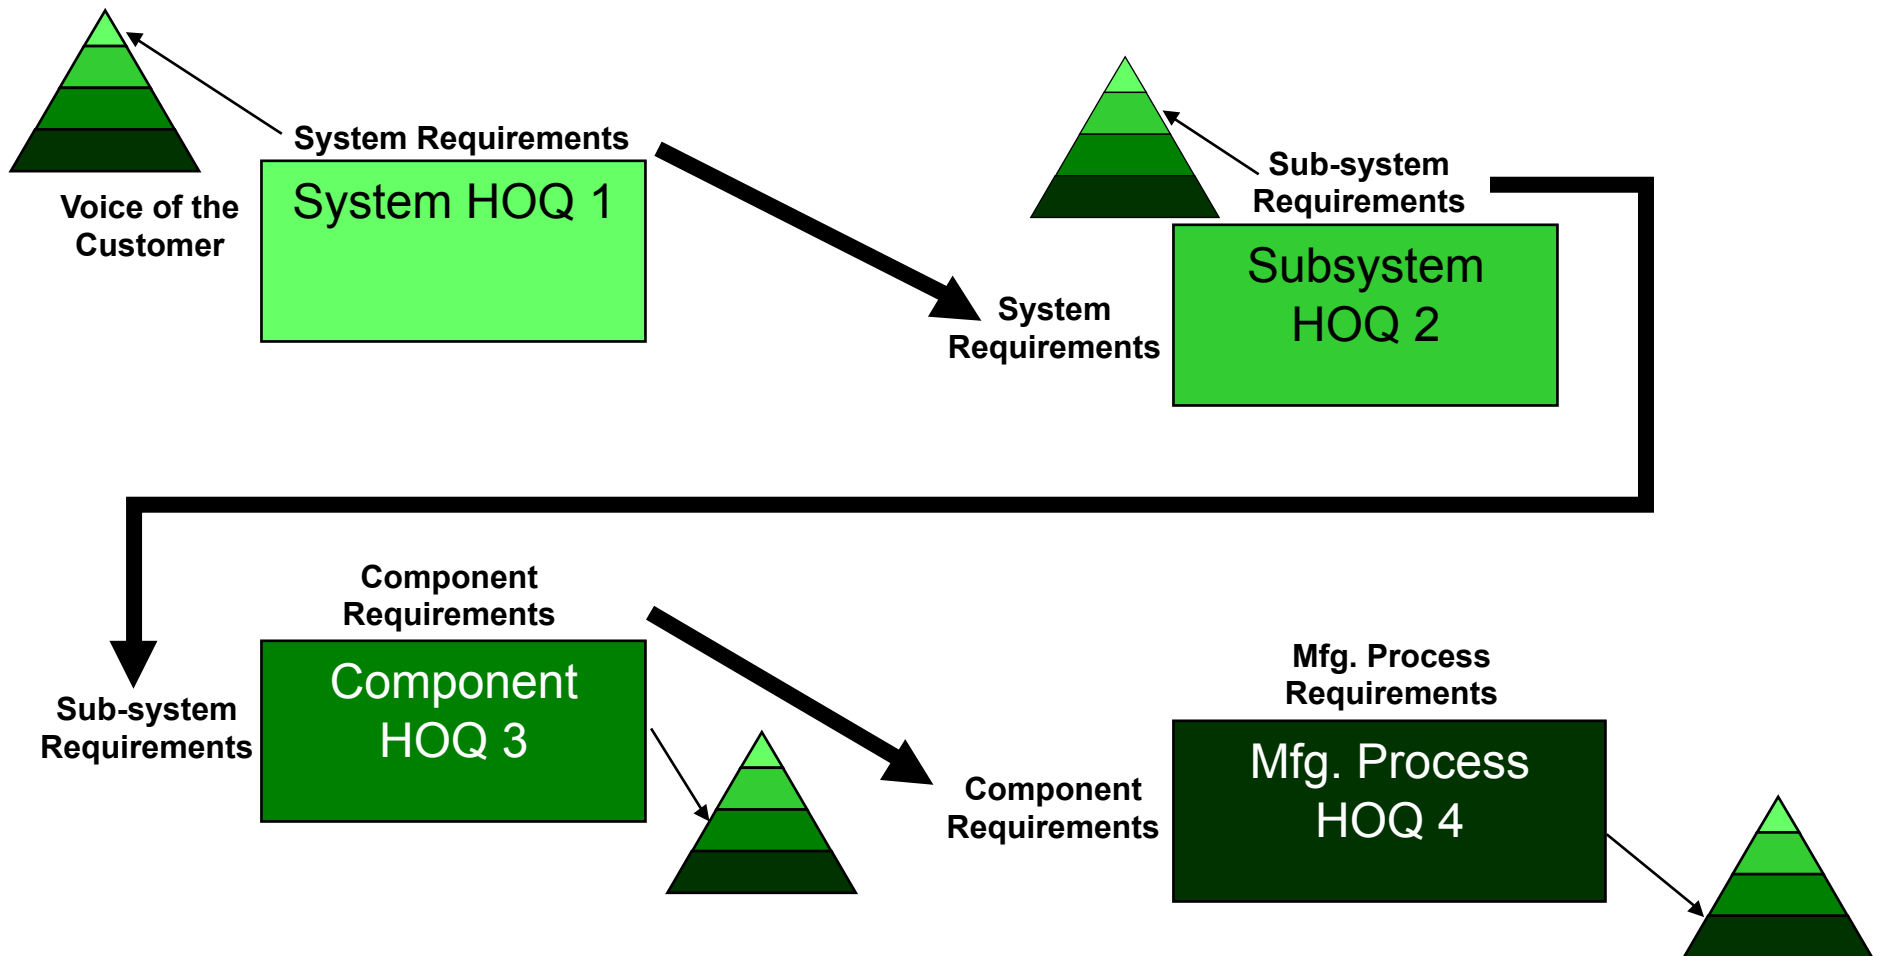 System Requirements
Voice of the
Customer
System HOQ 1
Sub-system
Requirements
System
Requirements
Subsystem
HOQ 2
Component
Requirements
Sub-system
Requirements
Component
HOQ 3
Mfg. Process
Requirements
Component
Requirements
Mfg. Process
HOQ 4